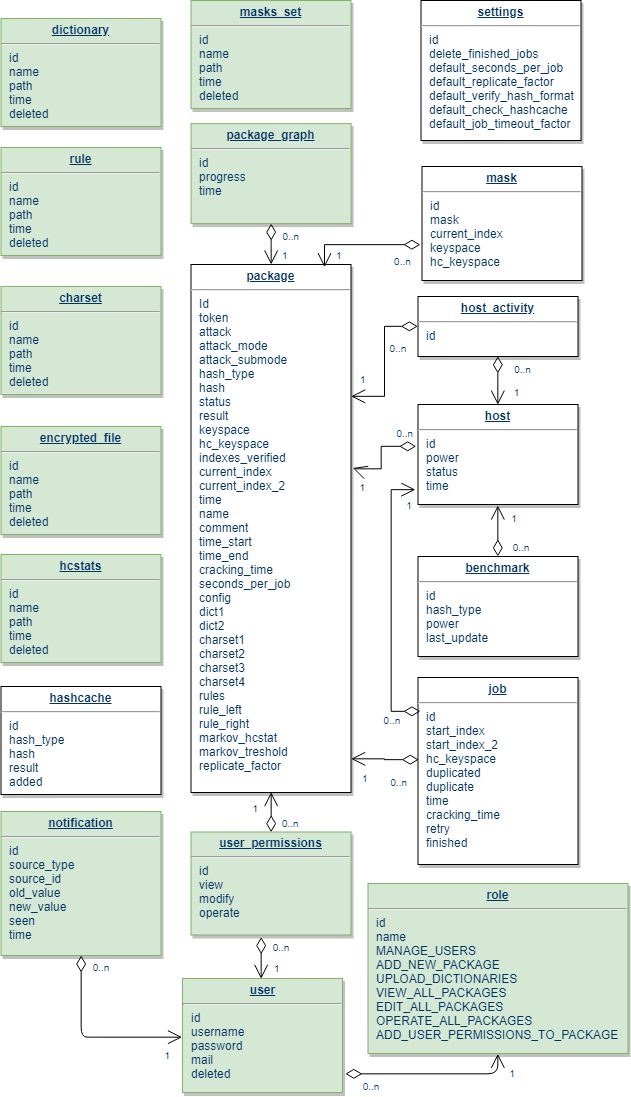 dictionary
id
name
path
time
deleted
masks_set
id
name
path
time
deleted
settings
id
delete_finished_jobs
default_seconds_per_job
default_replicate_factor
default_verify_hash_format
default_check_hashcache
default_job_timeout_factor
rule
id
name
path
time
deleted
package_graph
id
progress
time
0..n
1
mask
id
mask
current_index
keyspace
hc_keyspace
0..n
1
charset
id
name
path
time
deleted
package
Id
token
attack
attack_mode
attack_submode
hash_type
hash
status
result
keyspace
hc_keyspace
indexes_verified
current_index
current_index_2
time
name
comment
time_start
time_end
cracking_time
seconds_per_job
config
dict1
dict2
charset1
charset2
charset3
charset4
rules
rule_left
rule_right
markov_hcstat
markov_treshold
replicate_factor
host_activity
id
0..n
1
0..n
1
host
id
power
status
time
0..n
1
1
1
0..n
encrypted_file
id
name
path
time
deleted
benchmark
id
hash_type
power
last_update
hcstats
id
name
path
time
deleted
job
id
start_index
start_index_2
hc_keyspace
duplicated
duplicate
time
cracking_time
retry
finished
0..n
1
0..n
hashcache
id
hash_type
hash
result
added
notification
id
source_type
source_id
old_value
new_value
seen
time
0..n
1
1
0..n
user_permissions
id
view
modify
operate
0..n
1
user
id
username
password
mail
deleted
0..n
1
role
id
name
MANAGE_USERS
ADD_NEW_PACKAGE
UPLOAD_DICTIONARIES
VIEW_ALL_PACKAGES
EDIT_ALL_PACKAGES
OPERATE_ALL_PACKAGES
ADD_USER_PERMISSIONS_TO_PACKAGE